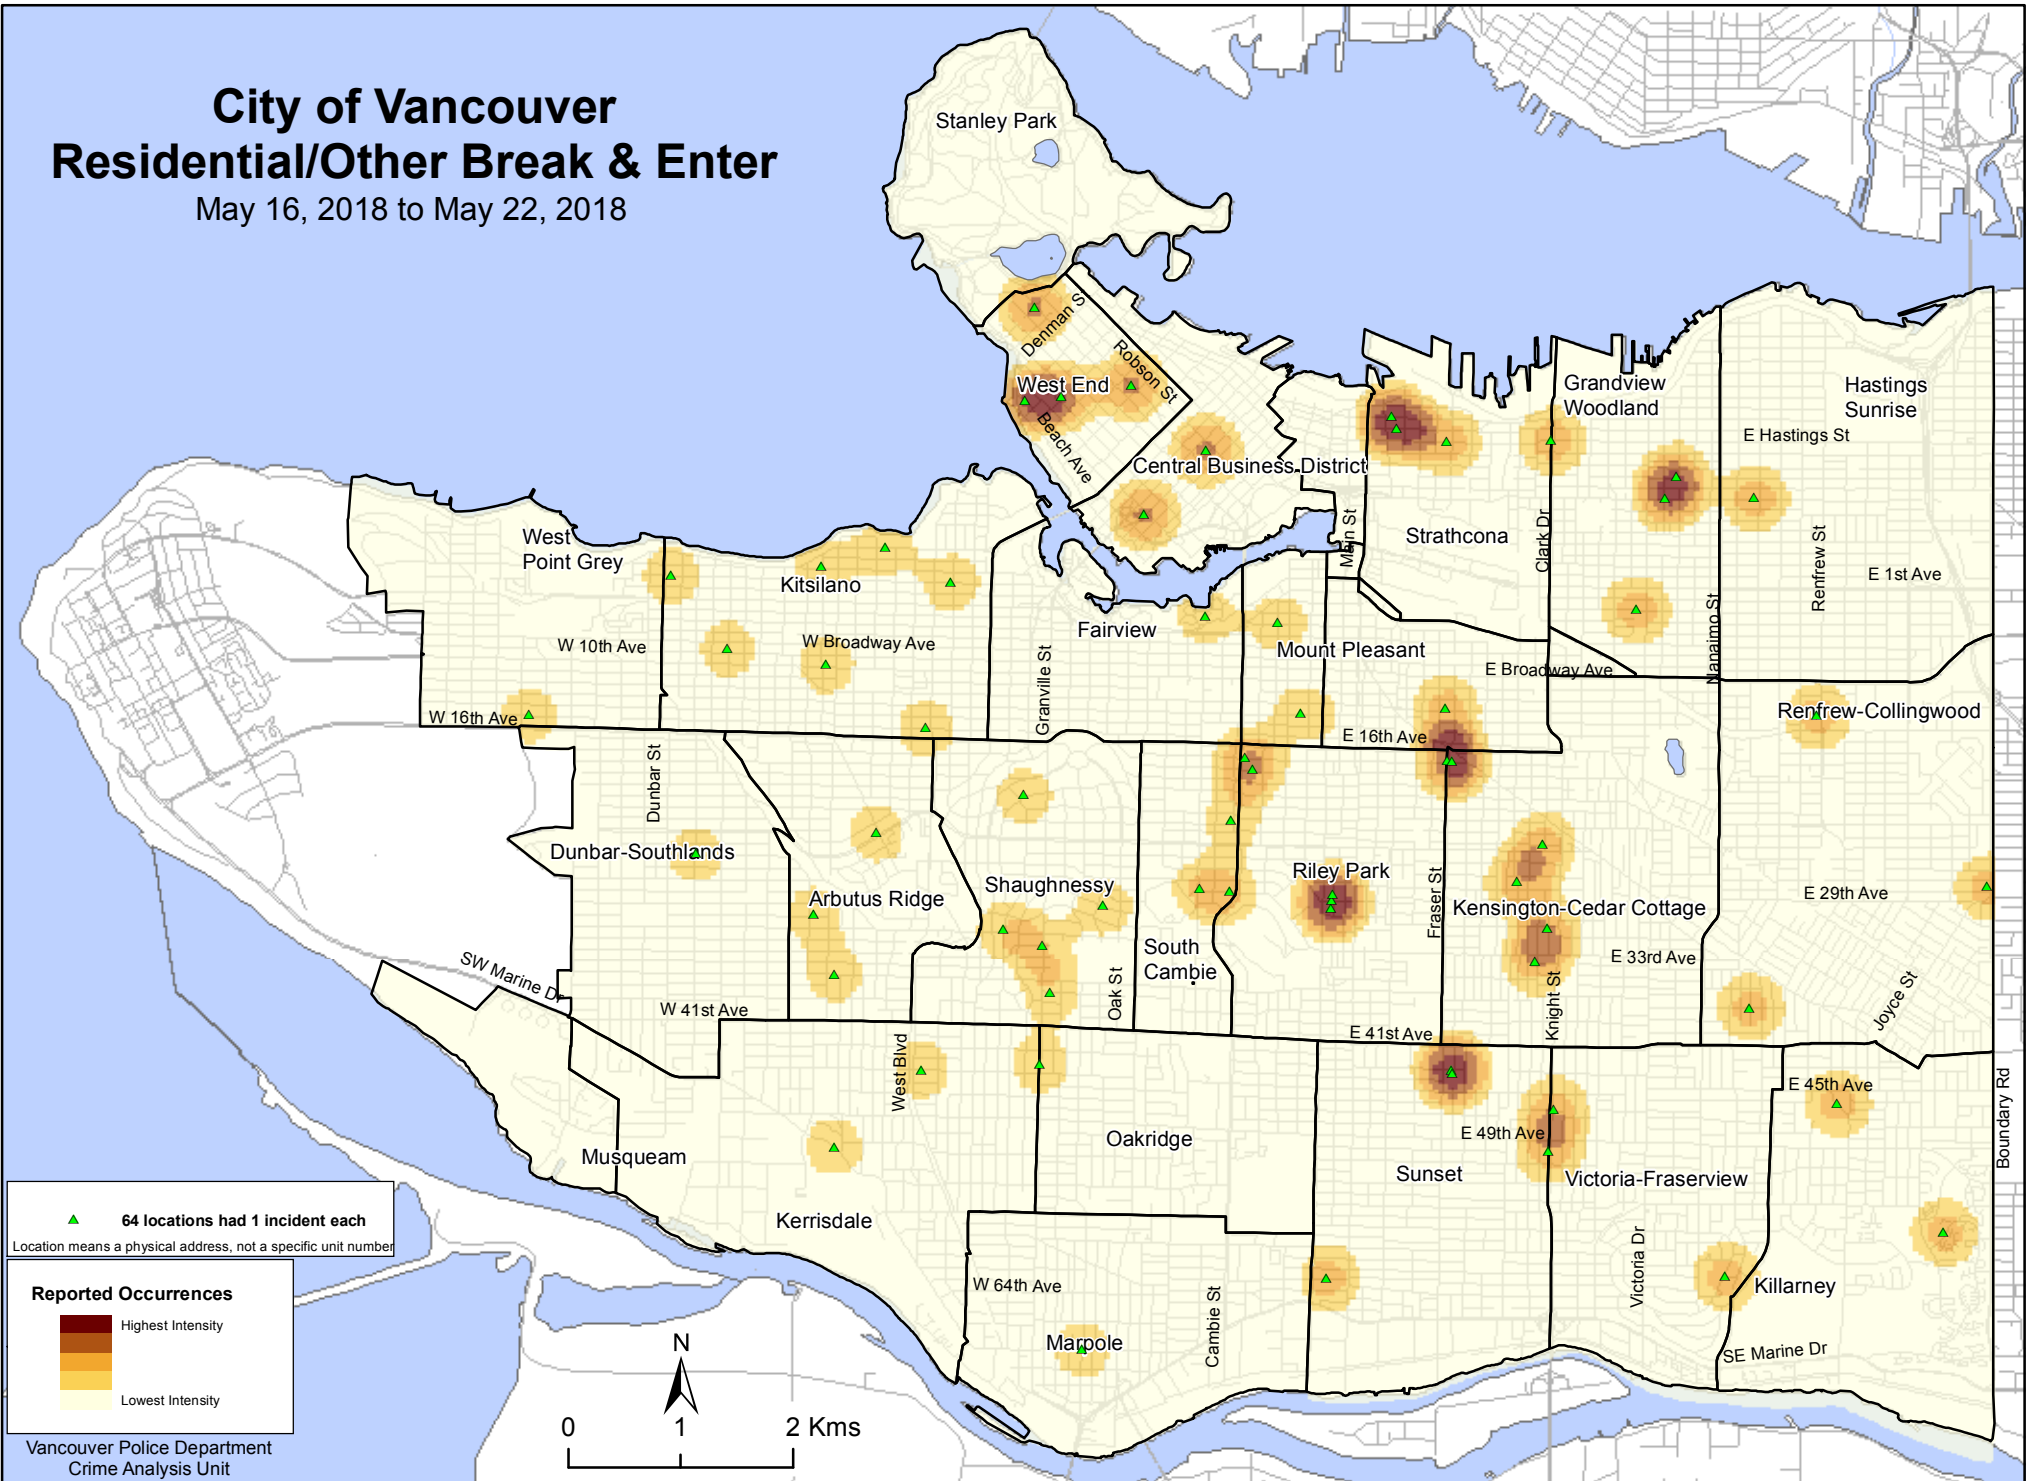 City of Vancouver
Residential/Other Break & Enter
May 16, 2018 to May 22, 2018
Stanley Park
Denman S
Robson St
West End
Beach Ave
Central Business District
Grandview
Woodland
Hastings
Sunrise
E Hastings St
Strathcona
Main St
Clark Dr
Nanaimo St
Renfrew St
E 1st Ave
West
Point Grey
Kitsilano
W 10th Ave
W Broadway Ave
Fairview
Mount Pleasant
E Broadway Ave
Granville St
W 16th Ave
E 16th Ave
Renfrew-Collingwood
Dunbar St
Dunbar-Southlands
Arbutus Ridge
Shaughnessy
Riley Park
Fraser St
Kensington-Cedar Cottage
E 29th Ave
South
Cambie
Oak St
E 33rd Ave
Knight St
Joyce St
SW Marine Dr
W 41st Ave
E 41st Ave
West Blvd
E 45th Ave
Boundary Rd
Musqueam
Oakridge
E 49th Ave
Sunset
Victoria-Fraserview
Kerrisdale
Victoria Dr
Killarney
W 64th Ave
Cambie St
Marpole
SE Marine Dr
64 locations had 1 incident each
Location means a physical address, not a specific unit number
Reported Occurrences
Highest Intensity
Lowest Intensity
Vancouver Police Department
Crime Analysis Unit
N
0 1 2 Kms